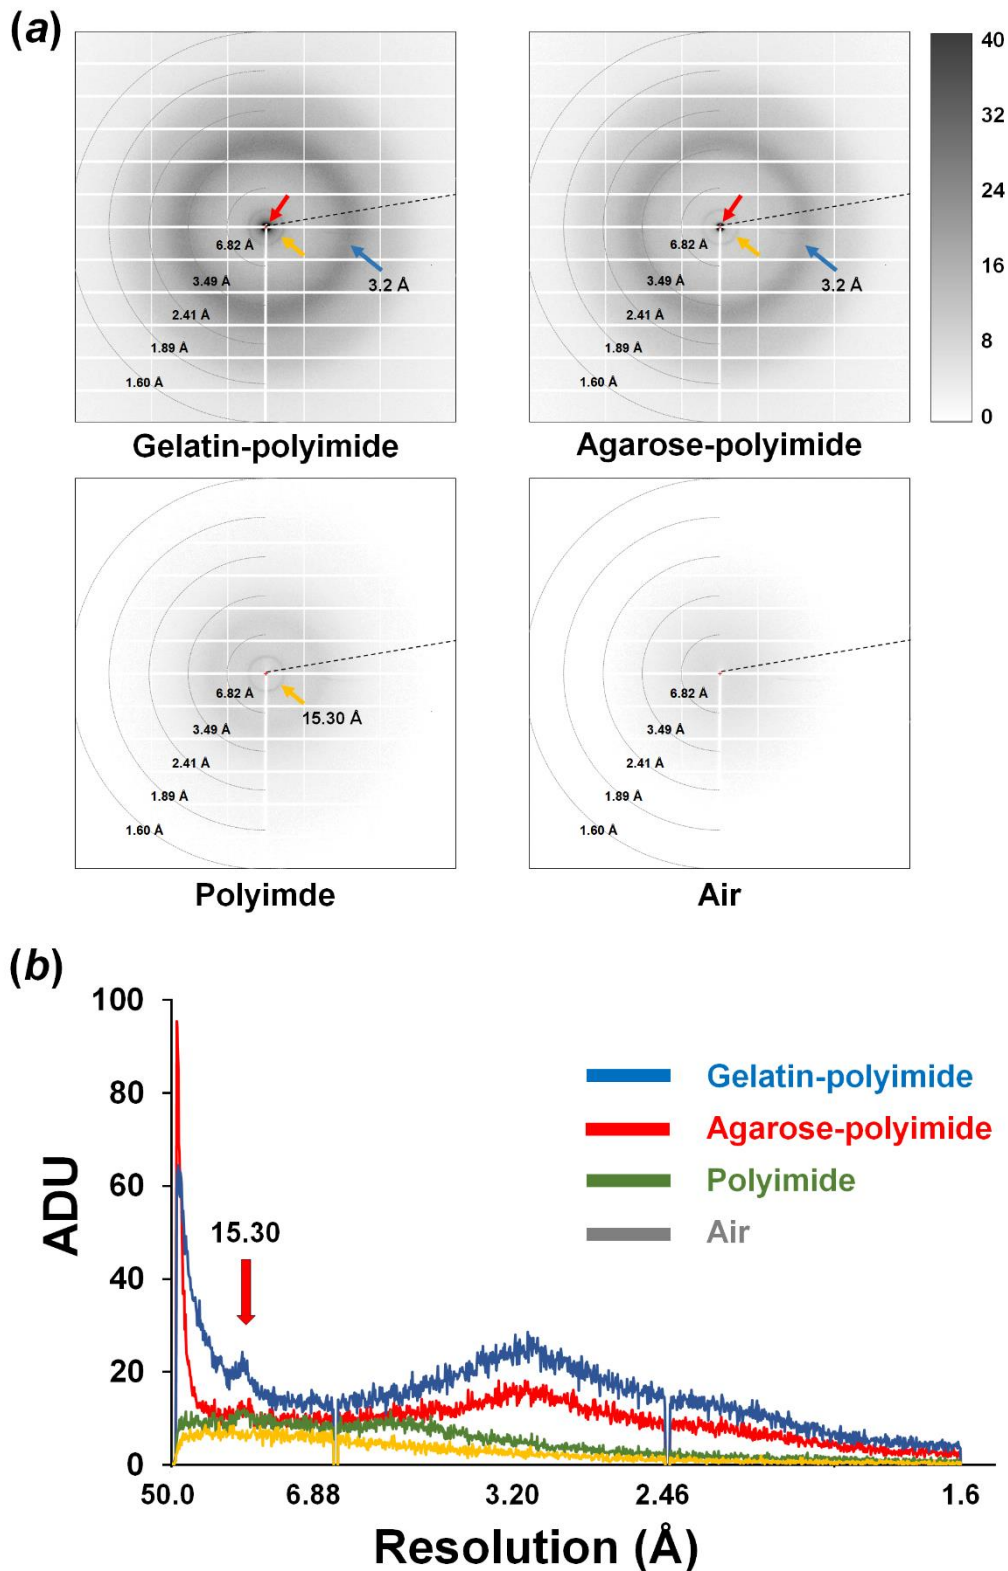 (a)
40
32
24
16
8
0
6.82 Å
3.49 Å
2.41 Å
1.89 Å
1.60 Å
3.2 Å
Gelatin-polyimide
6.82 Å
3.49 Å
2.41 Å
1.89 Å
1.60 Å
3.2 Å
Agarose-polyimide
6.82 Å
3.49 Å
2.41 Å
1.89 Å
1.60 Å
15.30 Å
Polyimde
6.82 Å
3.49 Å
2.41 Å
1.89 Å
1.60 Å
Air
(b)
100
80
60
40
20
0
ADU
15.30
Gelatin-polyimide
Agarose-polyimide
Polyimide
Air
50.0 6.88 3.20 2.46 1.6
Resolution (Å)